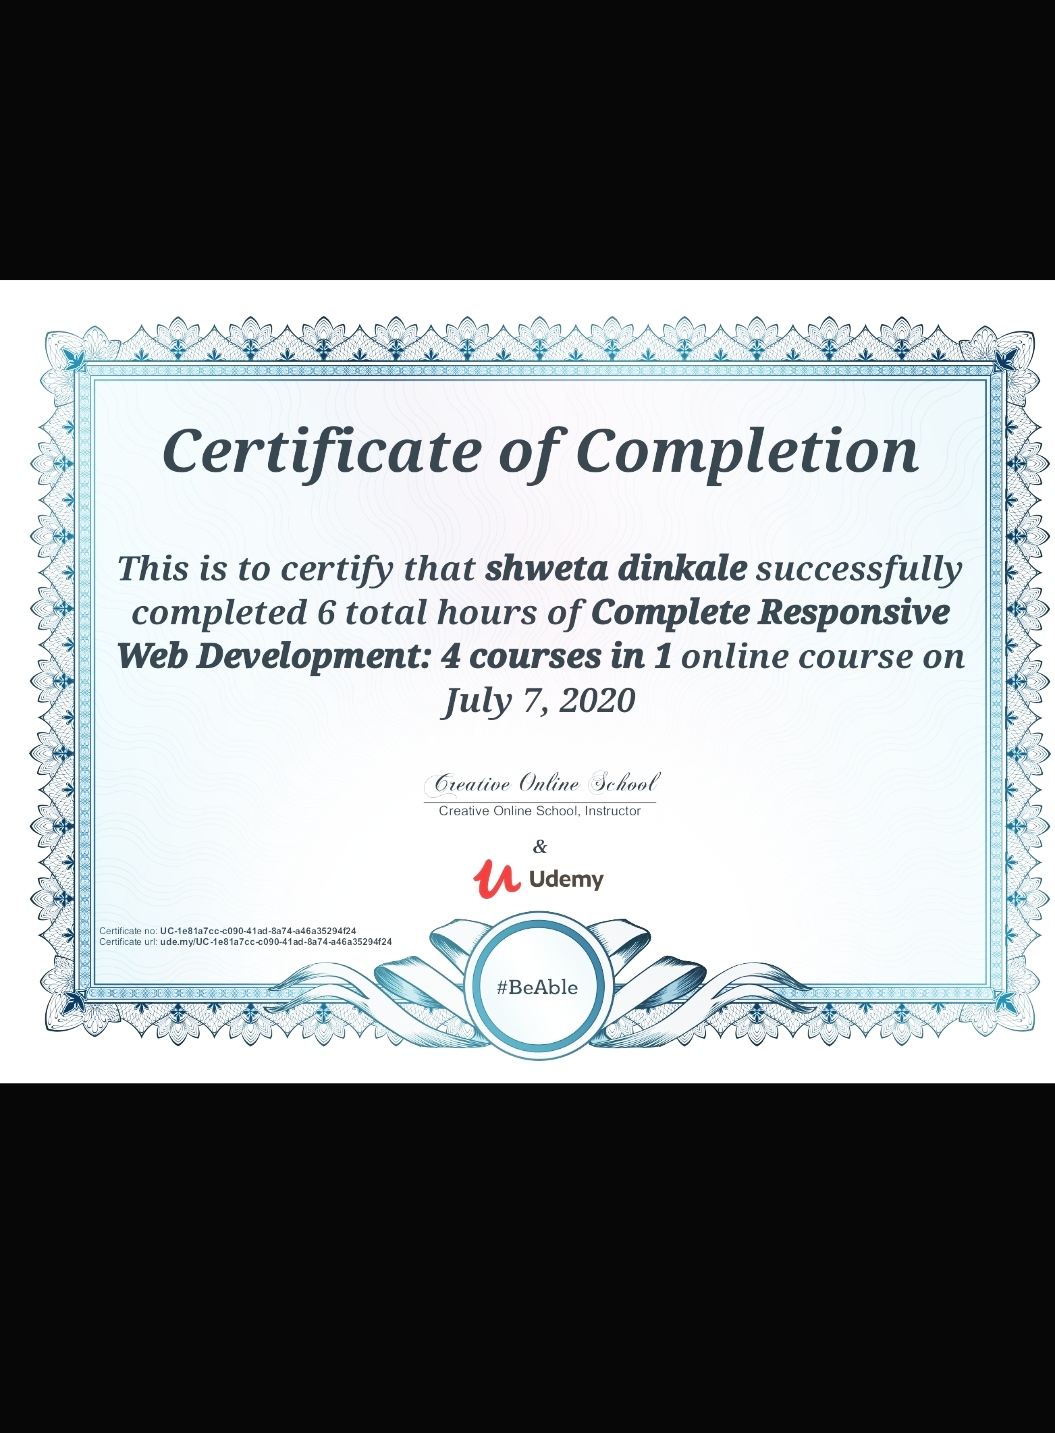 Certificate of Completion
This is to certify that shweta dinkale successfully
completed 6 total hours of Complete Responsive
Web Development: 4 courses in 1 online course on
July 7, 2020
Creative Online School
Creative Online School, Instructor
&
Udemy
Certificate no: UC-1e81a7cc-c090-41ad-8a74-a46a35294f24
Certificate url: ude.my/UC-1e81a7cc-c090-41ad-8a74-a46a35294f24
#BeAble